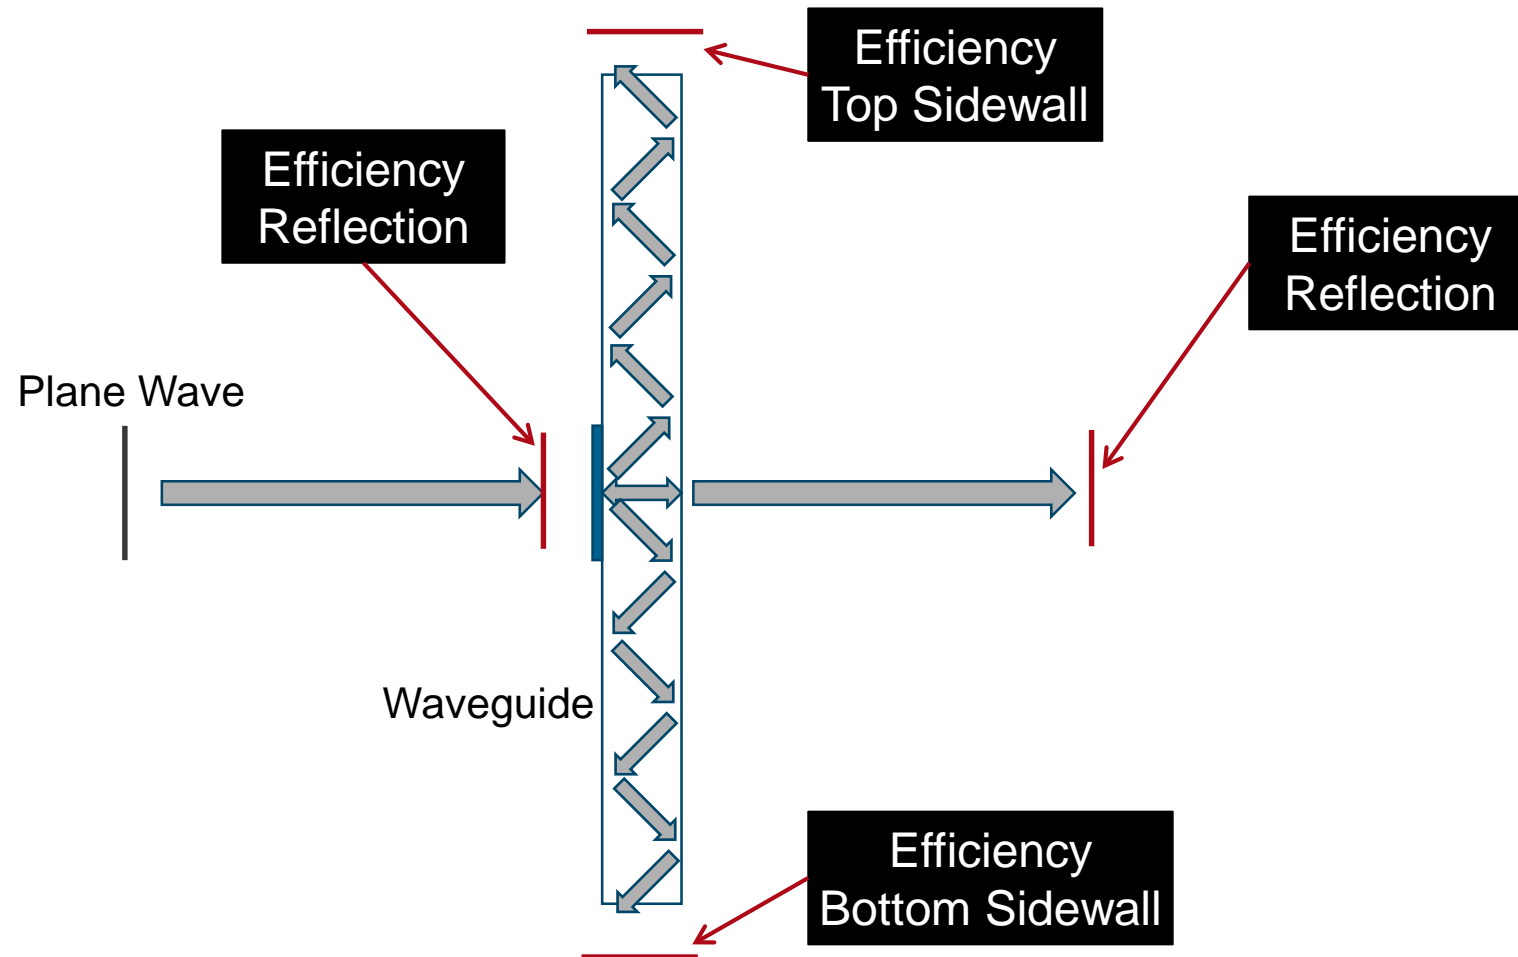 Efficiency
Top Sidewall
Efficiency
Reflection
Efficiency
Reflection
Plane Wave
Waveguide
Efficiency
Bottom Sidewall